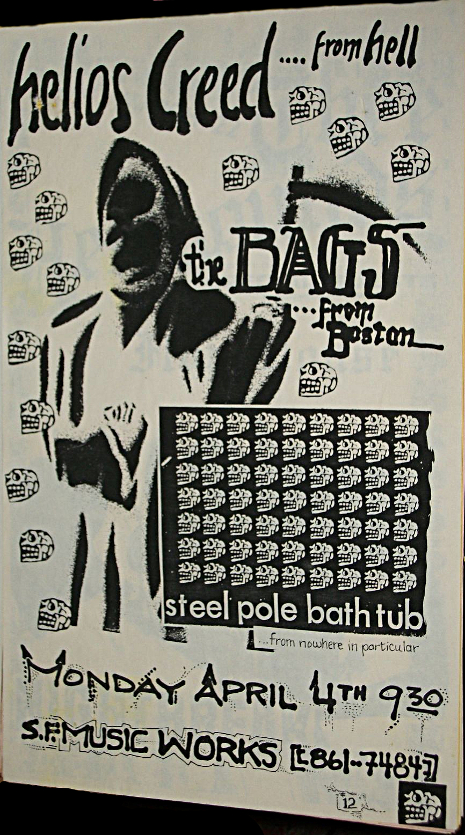 helios Creed .... from hell
the BAGS
...from
Boston
steel pole bath tub
...from nowhere in particular
MONDAY APRIL 4TH 930
S.F. MUSIC WORKS [t861-7484]
12